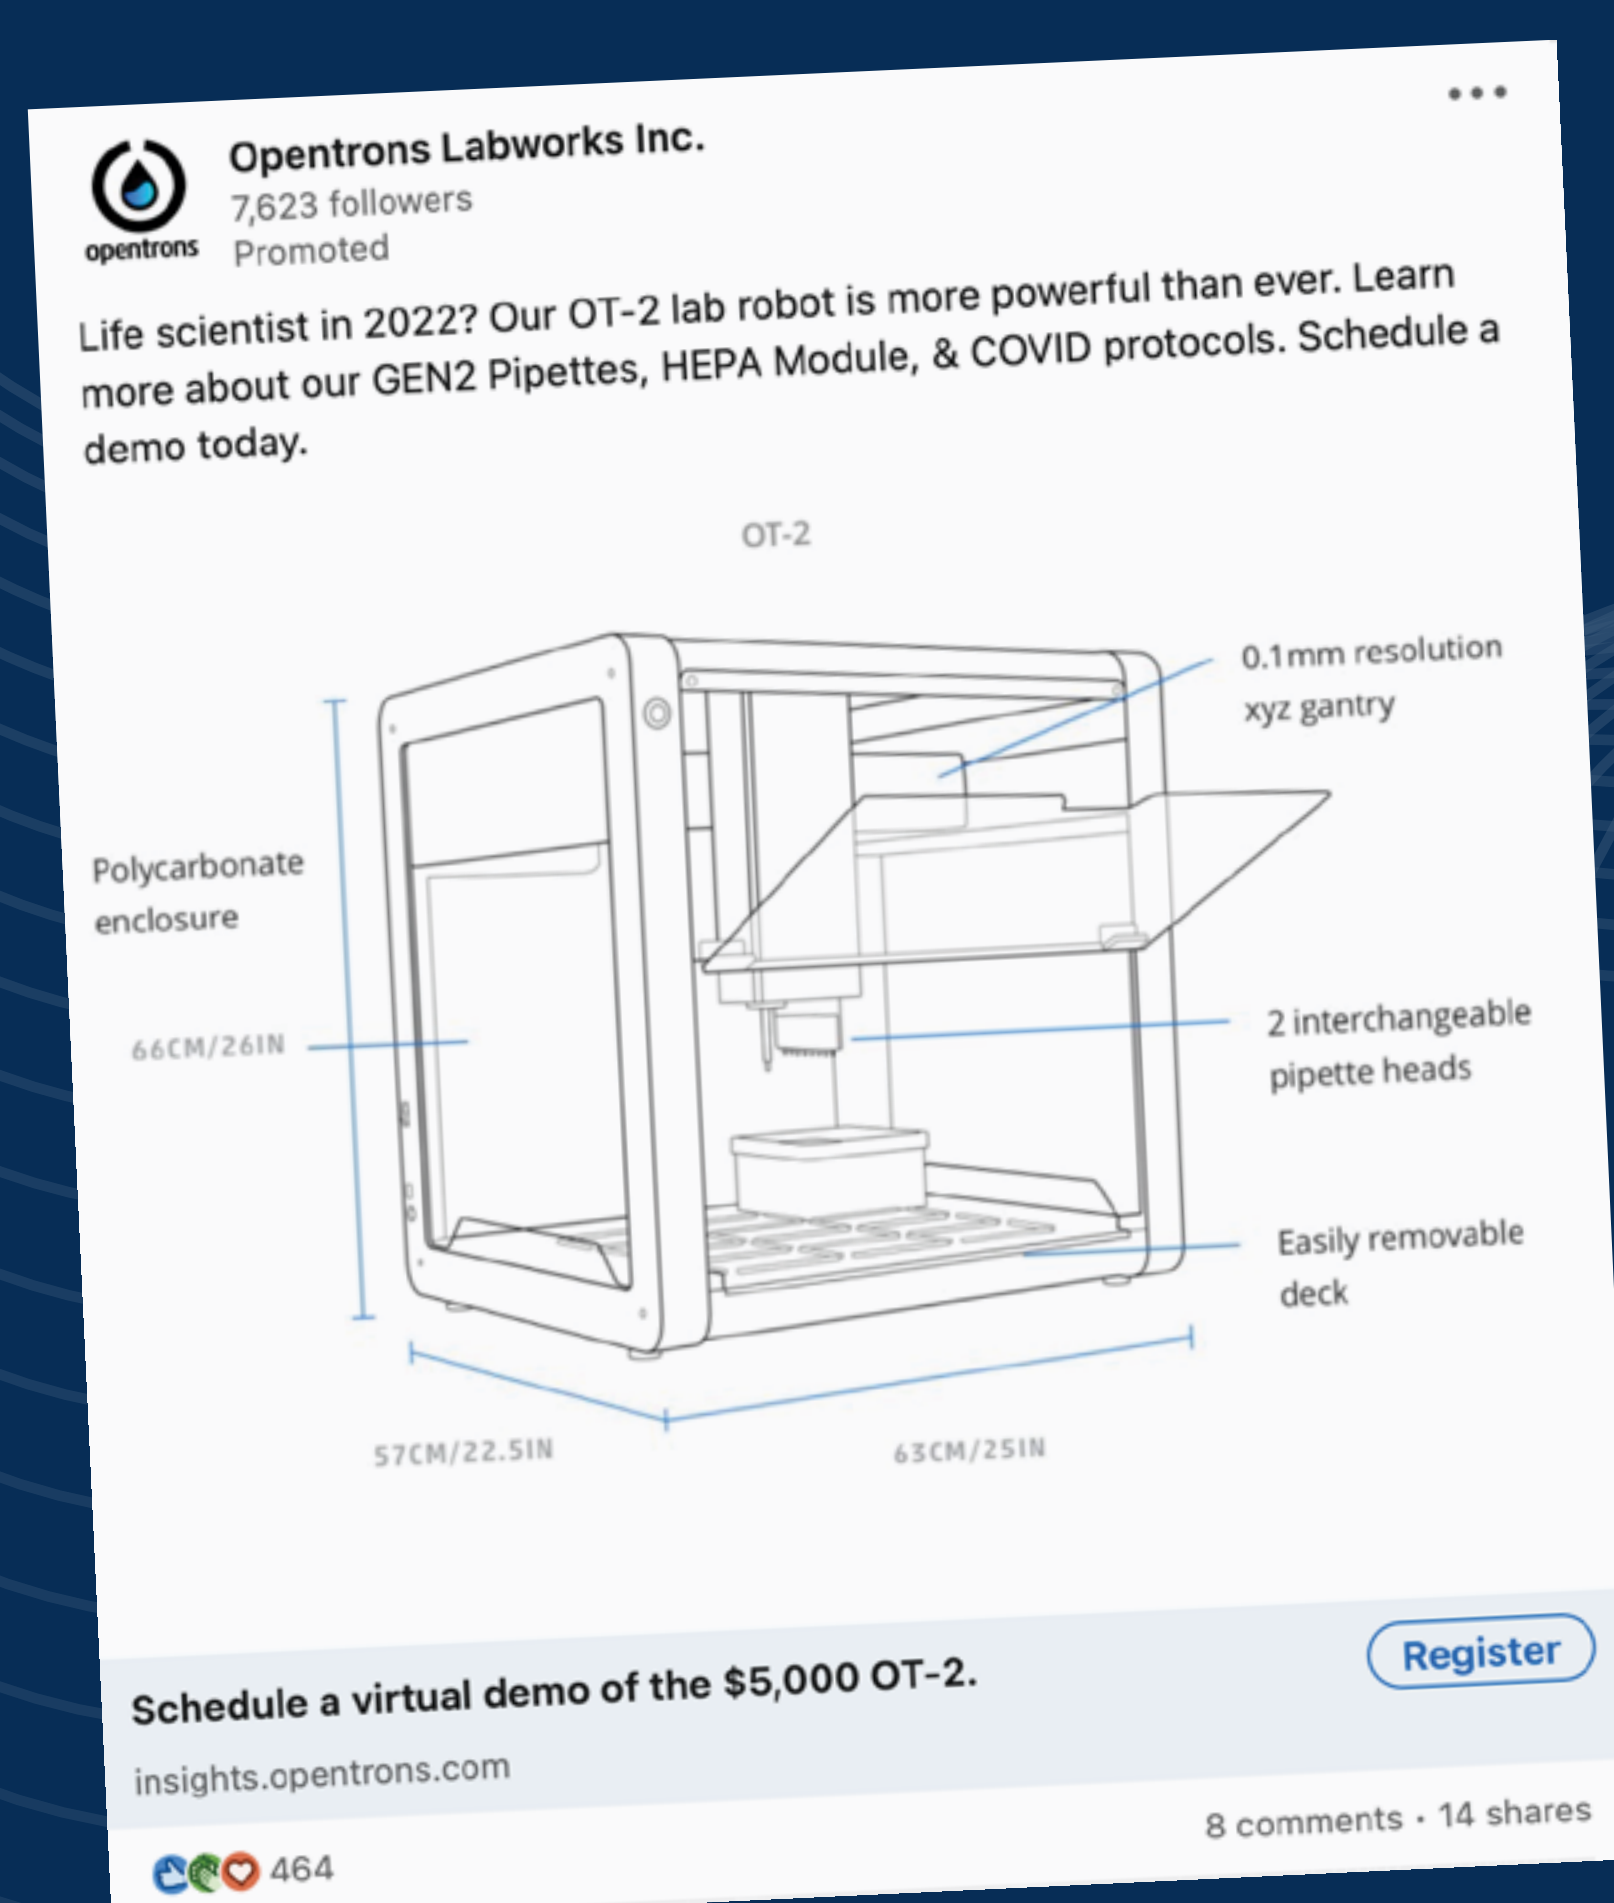 Opentrons Labworks Inc.
7,623 followers
Promoted
opentrons
Life scientist in 2022? Our OT-2 lab robot is more powerful than ever. Learn
more about our GEN2 Pipettes, HEPA Module, & COVID protocols. Schedule a
demo today.
OT-2
0.1mm resolution
xyz gantry
Polycarbonate
enclosure
66CM/26IN
2 interchangeable
pipette heads
Easily removable
deck
57CM/22.5IN
63CM/25IN
Schedule a virtual demo of the $5,000 OT-2.
Register
insights.opentrons.com
8 comments · 14 shares
464